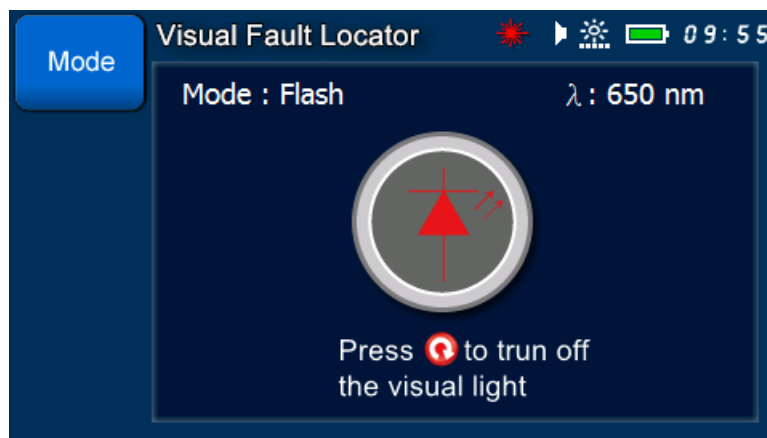 Mode
Visual Fault Locator
09:55
Mode : Flash
λ : 650 nm
Press to trun off
the visual light